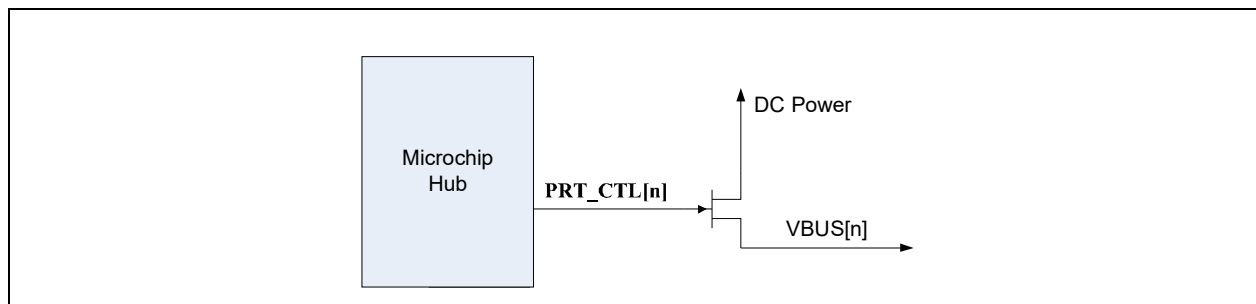 Microchip
Hub
PRT_CTL[n]
DC Power
VBUS[n]